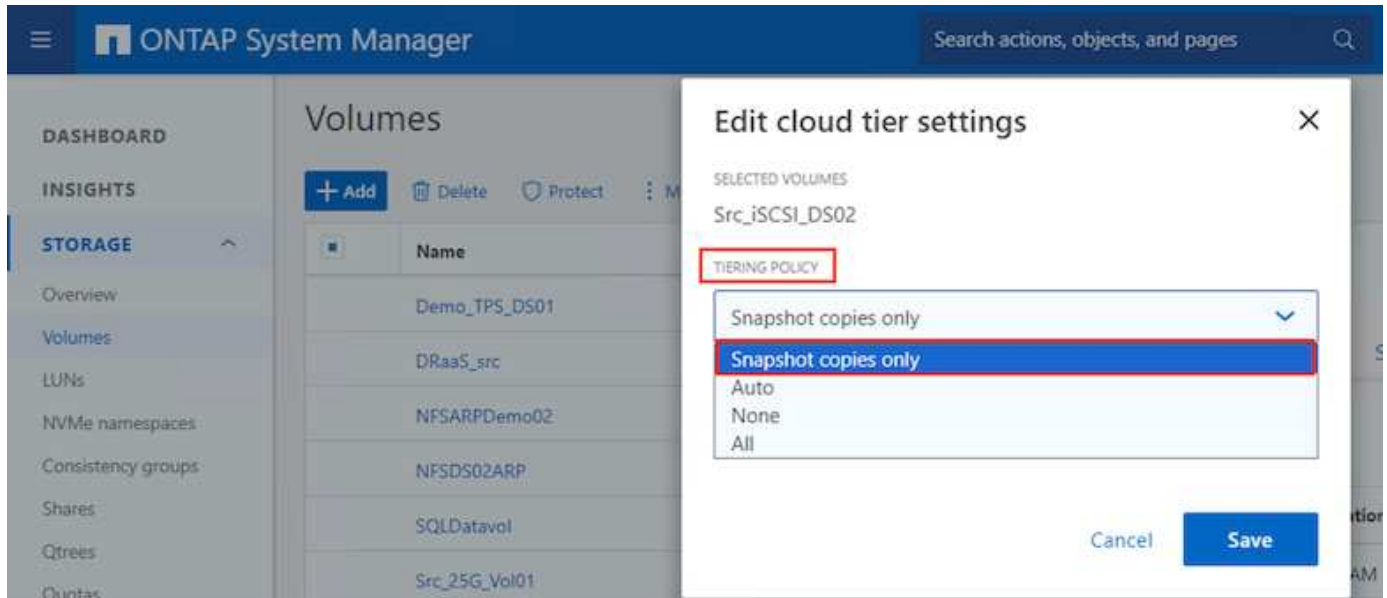 ONTAP System Manager
Search actions, objects, and pages
DASHBOARD
INSIGHTS
STORAGE
Overview
Volumes
LUNs
NVMe namespaces
Consistency groups
Shares
Qtrees
Quotas
Volumes
Add
Delete
Protect
Name
Demo_TPS_DS01
DRaaS_src
NFSARPDemo02
NFSDS02ARP
SQLDatavol
Src_25G_Vol01
Edit cloud tier settings
SELECTED VOLUMES
Src_iSCSI_DS02
TIERING POLICY
Snapshot copies only
Snapshot copies only
Auto
None
All
Cancel
Save
AM